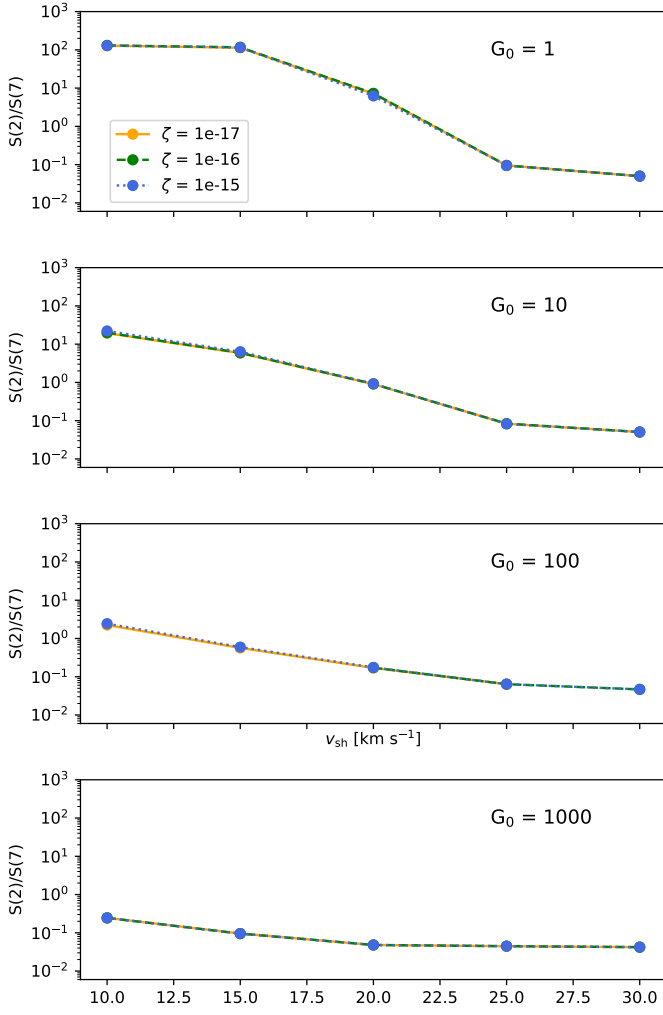 10³
10²
10¹
10⁰
10⁻¹
10⁻²
S(2)/S(7)
G₀ = 1
ζ = 1e-17
ζ = 1e-16
ζ = 1e-15
10³
10²
10¹
10⁰
10⁻¹
10⁻²
S(2)/S(7)
G₀ = 10
10³
10²
10¹
10⁰
10⁻¹
10⁻²
S(2)/S(7)
G₀ = 100
v_sh [km s⁻¹]
10³
10²
10¹
10⁰
10⁻¹
10⁻²
S(2)/S(7)
G₀ = 1000
10.0 12.5 15.0 17.5 20.0 22.5 25.0 27.5 30.0